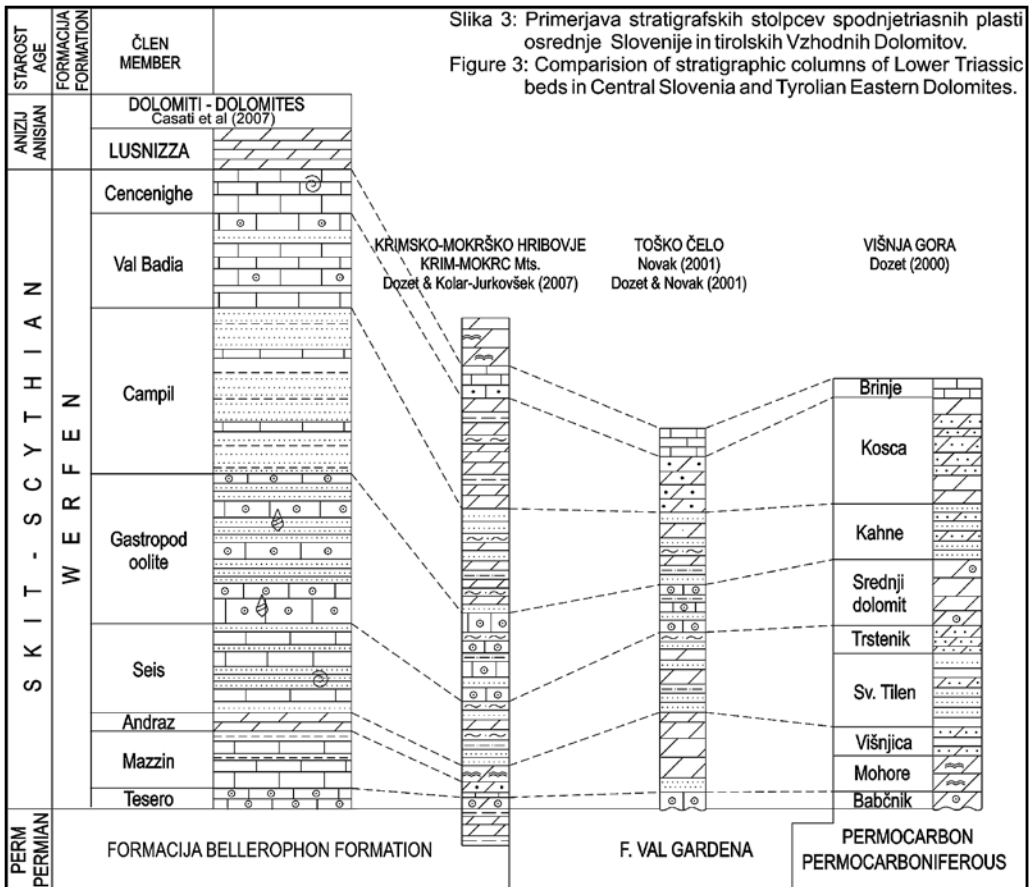 Slika 3: Primerjava stratigrafskih stolpcev spodnjetriasnih plasti
osrednje Slovenije in tirolskih Vzhodnih Dolomitov.
Figure 3: Comparision of stratigraphic columns of Lower Triassic
beds in Central Slovenia and Tyrolian Eastern Dolomites.
STAROST
AGE
FORMACIJA
FORMATION
ČLEN
MEMBER
ANIZIJ
ANISIAN
DOLOMITI - DOLOMITES
Casati et al (2007)
LUSNIZZA
SKIT - SCYTHIAN
WERFEN
Cencenighe
Val Badia
Campil
Gastropod
oolite
Seis
Andraz
Mazzin
Tesero
KRIMSKO-MOKRŠKO HRIBOVJE
KRIM-MOKRC Mts.
Dozet & Kolar-Jurkovšek (2007)
TOŠKO ČELO
Novak (2001)
Dozet & Novak (2001)
VIŠNJA GORA
Dozet (2000)
Brinje
Kosca
Kahne
Srednji
dolomit
Trstenik
Sv. Tilen
Višnjica
Mohore
Babčnik
PERM
PERMIAN
FORMACIJA BELLEROPHON FORMATION
F. VAL GARDENA
PERMOCARBON
PERMOCARBONIFEROUS